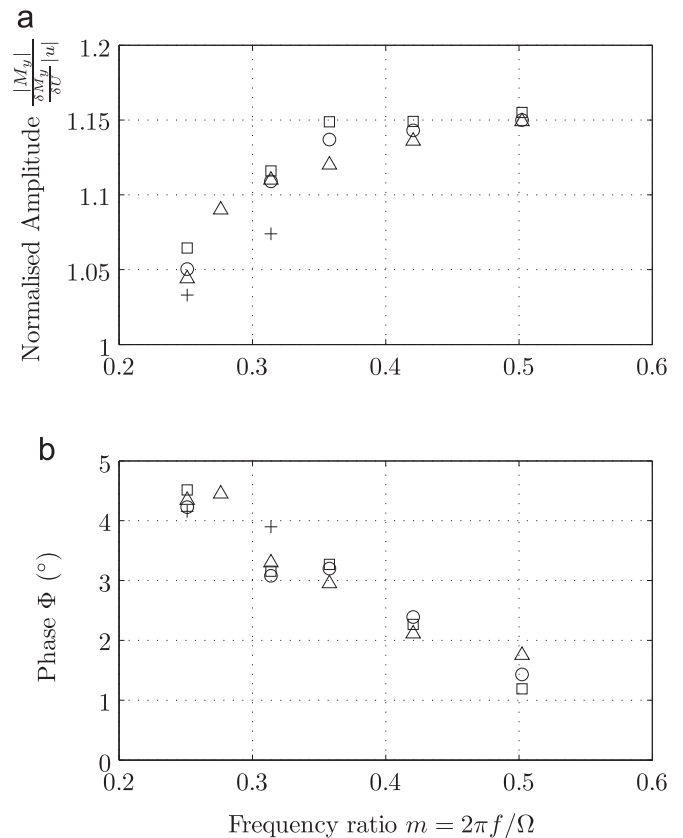 a
Normalised Amplitude |M_y| / (δM_y/δU |u|)
1.2
1.15
1.1
1.05
1
0.2 0.3 0.4 0.5 0.6
b
Phase Φ (°)
5
4
3
2
1
0
0.2 0.3 0.4 0.5 0.6
Frequency ratio m = 2πf/Ω